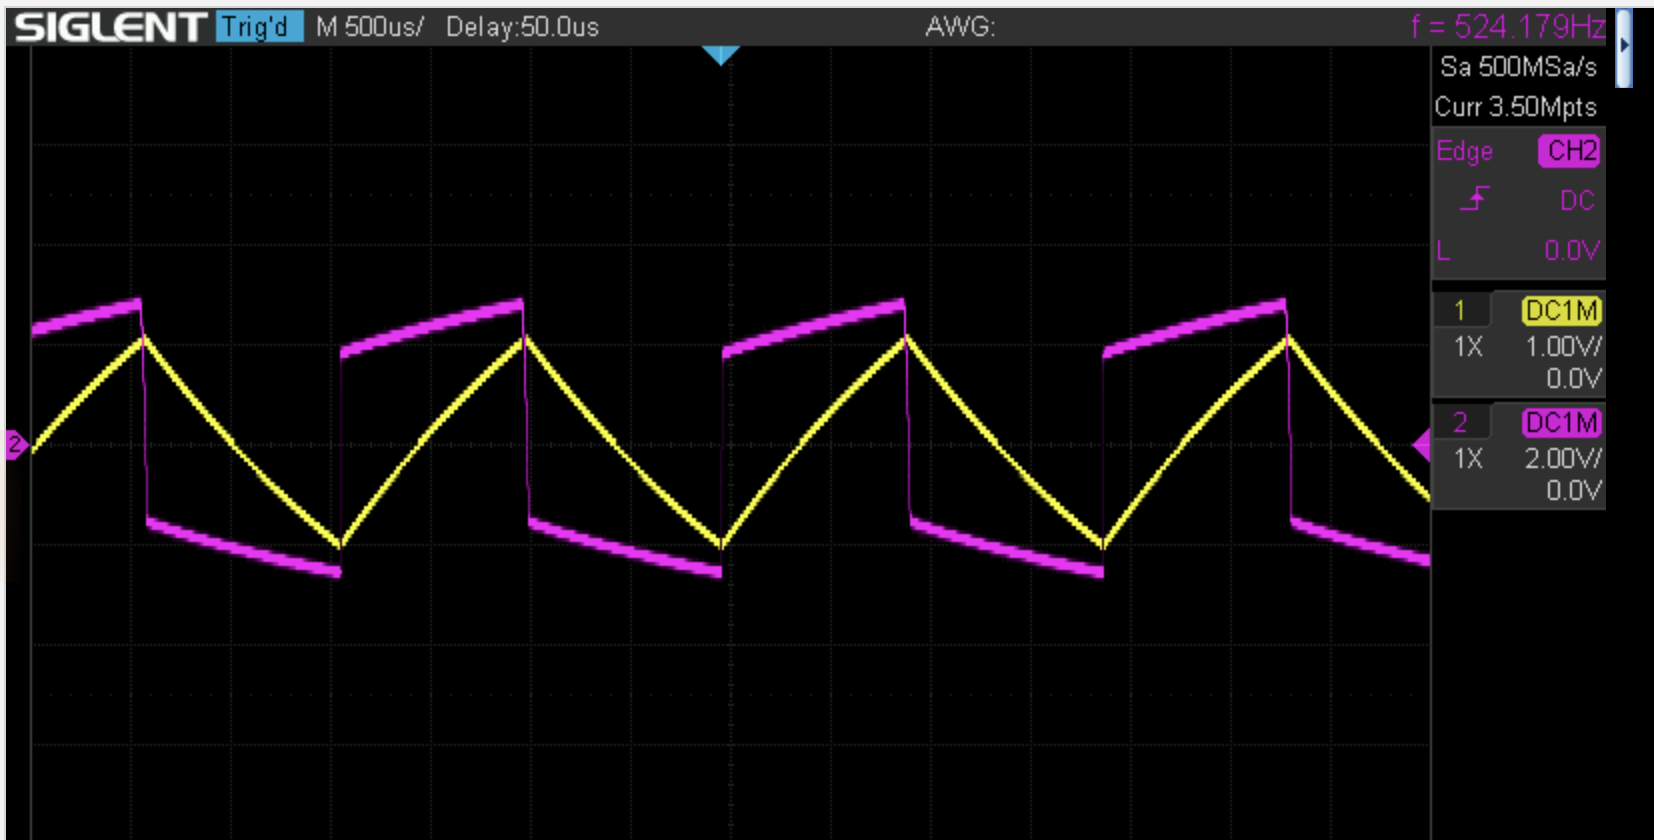 SIGLENT Trig'd M 500us/ Delay:50.0us AWG: f = 524.179Hz
Sa 500MSa/s
Curr 3.50Mpts
Edge CH2
DC
L 0.0V
1 DC1M
1X 1.00V/
0.0V
2
2 DC1M
1X 2.00V/
0.0V